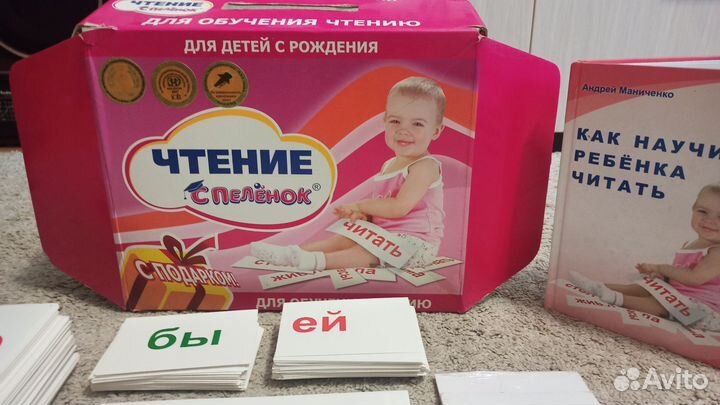 ДЛЯ ОБУЧЕНИЯ ЧТЕНИЮ
ДЛЯ ДЕТЕЙ С РОЖДЕНИЯ
ЧТЕНИЕ
С ПЕЛЁНОК®
С ПОДАРКОМ!
читать
ДЛЯ ОБУЧЕНИЯ ЧТЕНИЮ
Андрей Маниченко
КАК НАУЧИ
РЕБЁНКА
ЧИТАТЬ
читать
бы
ей
Avito